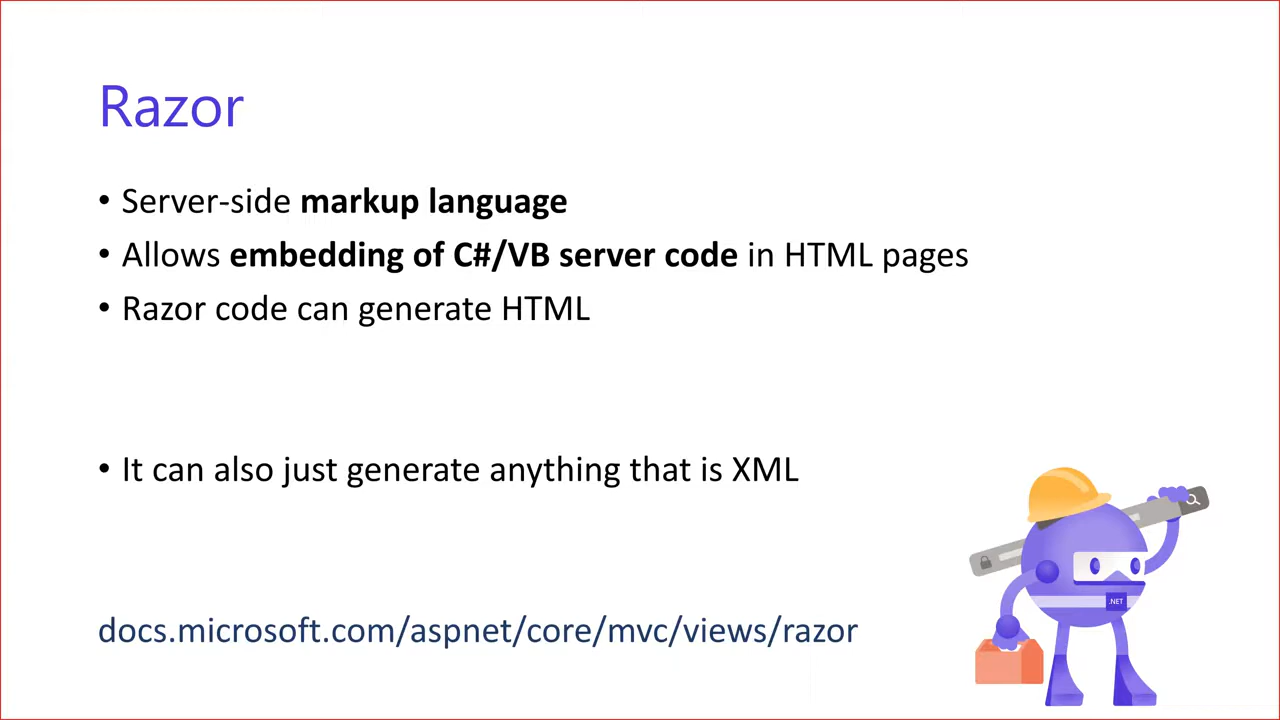 Razor
• Server-side markup language
• Allows embedding of C#/VB server code in HTML pages
• Razor code can generate HTML
• It can also just generate anything that is XML
docs.microsoft.com/aspnet/core/mvc/views/razor
.NET